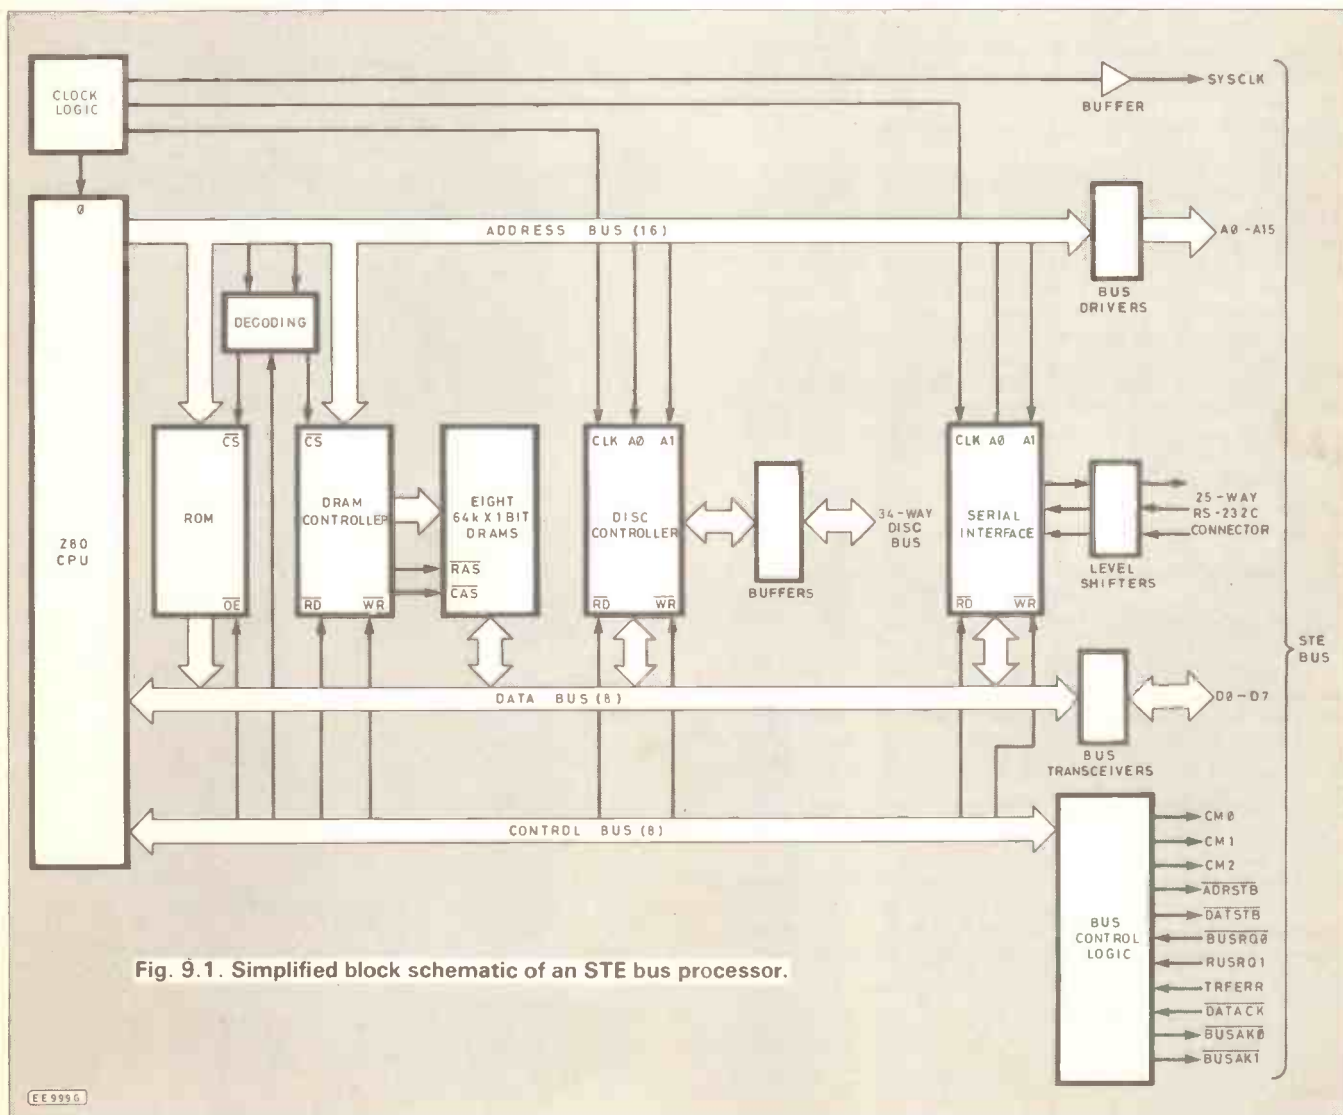 CLOCK
LOGIC
BUFFER
SYSCLK
0
ADDRESS BUS (16)
A0-A15
BUS
DRIVERS
DECODING
280
CPU
CS
ROM
OE
CS
DRAM
CONTROLLER
RD WR
EIGHT
64k X 1 BIT
DRAMS
RAS
CAS
CLK A0 A1
DISC
CONTROLLER
RD WR
BUFFERS
34-WAY
DISC
BUS
CLK A0 A1
SERIAL
INTERFACE
RD WR
LEVEL
SHIFTERS
25-WAY
RS-232C
CONNECTOR
STE
BUS
DATA BUS (8)
D0-D7
BUS
TRANSCEIVERS
CONTROL BUS (8)
BUS
CONTROL
LOGIC
CM0
CM1
CM2
ADRSTB
DATSTB
BUSRQ0
RUSRQ1
TRFERR
DATACK
BUSAK0
BUSAK1
Fig. 9.1. Simplified block schematic of an STE bus processor.
EE999G